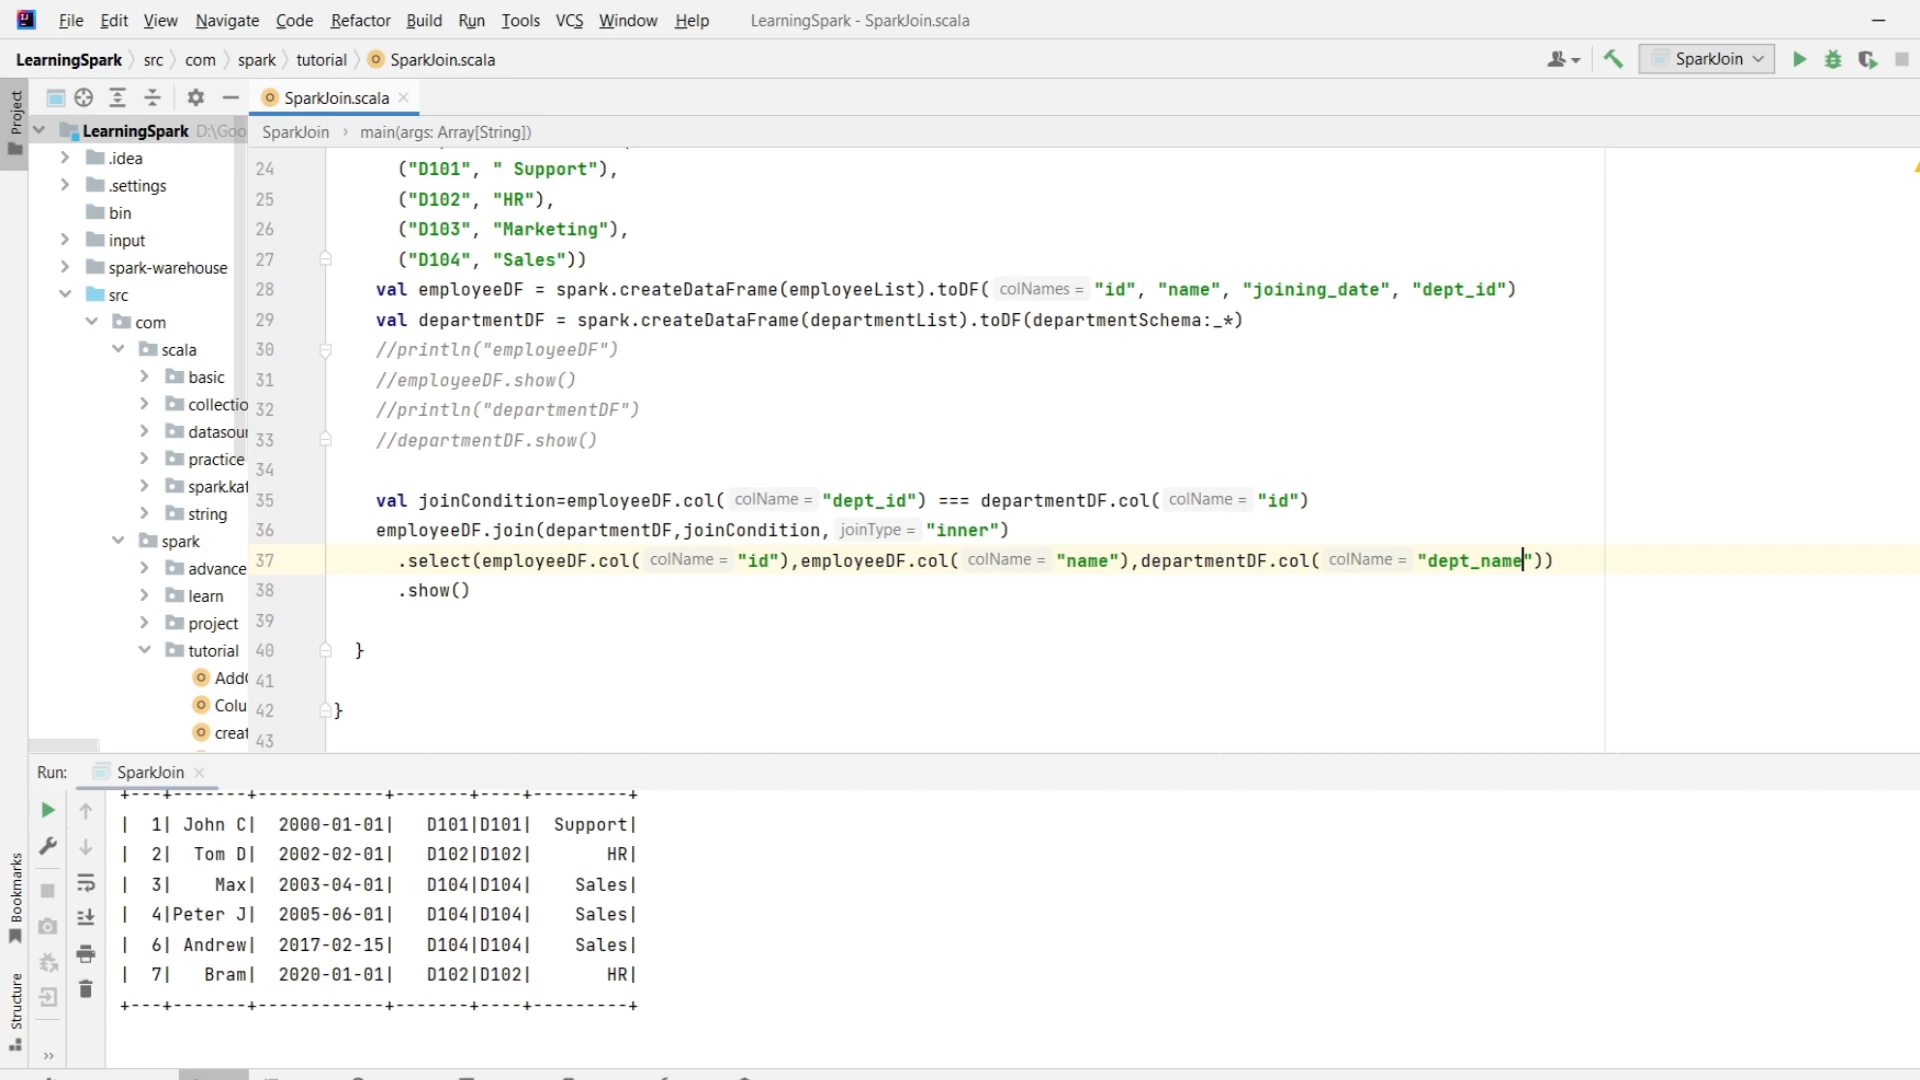 File Edit View Navigate Code Refactor Build Run Tools VCS Window Help LearningSpark - SparkJoin.scala
LearningSpark src com spark tutorial SparkJoin.scala SparkJoin
Project
SparkJoin.scala
LearningSpark D:\Goo
SparkJoin main(args: Array[String])
.idea
.settings
bin
input
spark-warehouse
src
com
scala
basic
collectio
datasour
practice
spark.kaf
string
spark
advance
learn
project
tutorial
Add
Colu
creat
24 ("D101", " Support"),
25 ("D102", "HR"),
26 ("D103", "Marketing"),
27 ("D104", "Sales"))
28 val employeeDF = spark.createDataFrame(employeeList).toDF( colNames = "id", "name", "joining_date", "dept_id")
29 val departmentDF = spark.createDataFrame(departmentList).toDF(departmentSchema:_*)
30 //println("employeeDF")
31 //employeeDF.show()
32 //println("departmentDF")
33 //departmentDF.show()
34
35 val joinCondition=employeeDF.col( colName = "dept_id") === departmentDF.col( colName = "id")
36 employeeDF.join(departmentDF,joinCondition, joinType = "inner")
37 .select(employeeDF.col( colName = "id"),employeeDF.col( colName = "name"),departmentDF.col( colName = "dept_name"))
38 .show()
39
40 }
41
42 }
43
Run: SparkJoin
+---+-------+------------+-------+----+---------+
| 1| John C| 2000-01-01| D101|D101| Support|
| 2| Tom D| 2002-02-01| D102|D102| HR|
| 3| Max| 2003-04-01| D104|D104| Sales|
| 4|Peter J| 2005-06-01| D104|D104| Sales|
| 6| Andrew| 2017-02-15| D104|D104| Sales|
| 7| Bram| 2020-01-01| D102|D102| HR|
+---+-------+------------+-------+----+---------+
Bookmarks
Structure